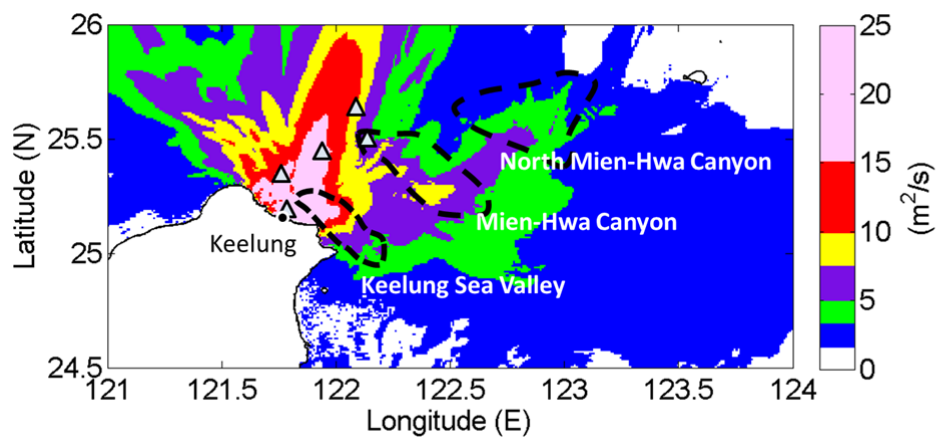 26
25.5
25
24.5
Latitude (N)
121
121.5
122
122.5
123
123.5
124
Longitude (E)
Keelung
North Mien-Hwa Canyon
Mien-Hwa Canyon
Keelung Sea Valley
25
20
15
10
5
0
(m²/s)